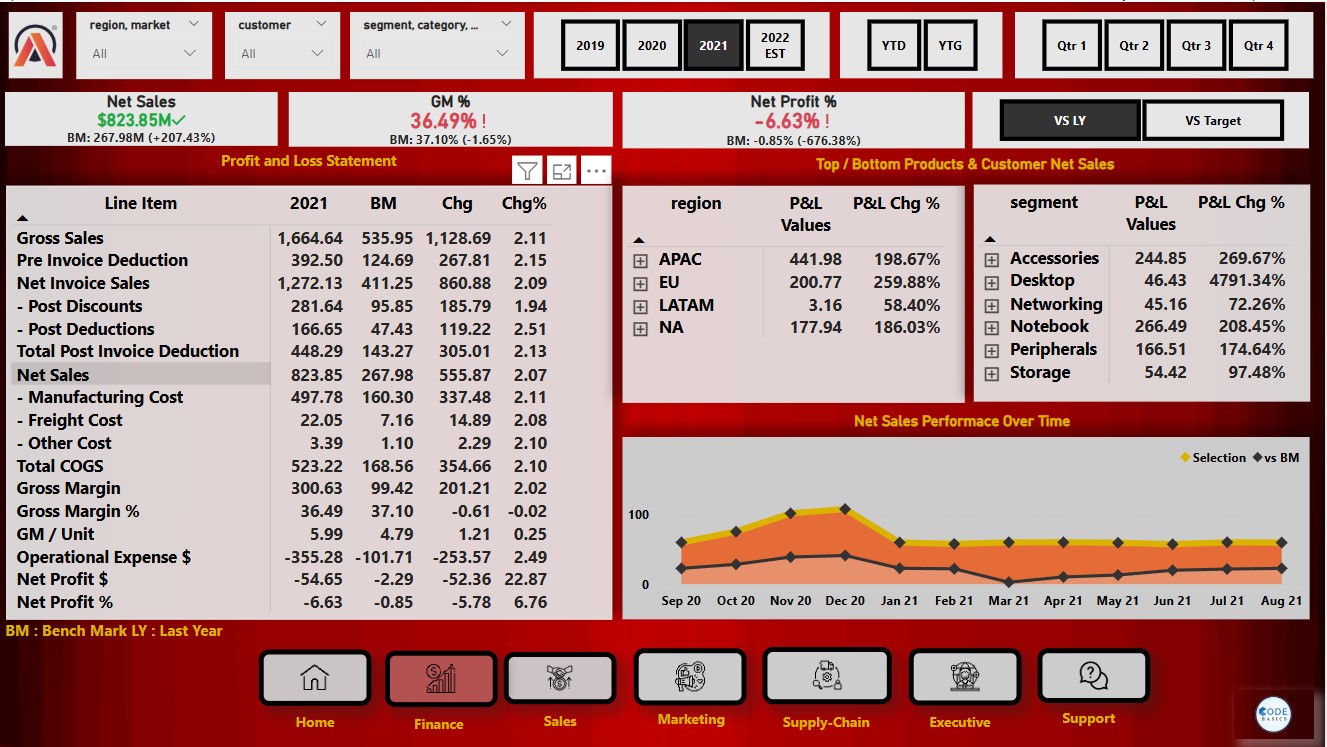 region, market
All
customer
All
segment, category, ...
All
2019
2020
2021
2022
EST
YTD
YTG
Qtr 1
Qtr 2
Qtr 3
Qtr 4
Net Sales
$823.85M
BM: 267.98M (+207.43%)
GM %
36.49% !
BM: 37.10% (-1.65%)
Net Profit %
-6.63% !
BM: -0.85% (-676.38%)
VS LY
VS Target
Profit and Loss Statement
Line Item 2021 BM Chg Chg%
Gross Sales 1,664.64 535.95 1,128.69 2.11
Pre Invoice Deduction 392.50 124.69 267.81 2.15
Net Invoice Sales 1,272.13 411.25 860.88 2.09
- Post Discounts 281.64 95.85 185.79 1.94
- Post Deductions 166.65 47.43 119.22 2.51
Total Post Invoice Deduction 448.29 143.27 305.01 2.13
Net Sales 823.85 267.98 555.87 2.07
- Manufacturing Cost 497.78 160.30 337.48 2.11
- Freight Cost 22.05 7.16 14.89 2.08
- Other Cost 3.39 1.10 2.29 2.10
Total COGS 523.22 168.56 354.66 2.10
Gross Margin 300.63 99.42 201.21 2.02
Gross Margin % 36.49 37.10 -0.61 -0.02
GM / Unit 5.99 4.79 1.21 0.25
Operational Expense $ -355.28 -101.71 -253.57 2.49
Net Profit $ -54.65 -2.29 -52.36 22.87
Net Profit % -6.63 -0.85 -5.78 6.76
BM : Bench Mark LY : Last Year
Top / Bottom Products & Customer Net Sales
region P&L Values P&L Chg %
APAC 441.98 198.67%
EU 200.77 259.88%
LATAM 3.16 58.40%
NA 177.94 186.03%
segment P&L Values P&L Chg %
Accessories 244.85 269.67%
Desktop 46.43 4791.34%
Networking 45.16 72.26%
Notebook 266.49 208.45%
Peripherals 166.51 174.64%
Storage 54.42 97.48%
Net Sales Performace Over Time
Selection vs BM
100
0
Sep 20 Oct 20 Nov 20 Dec 20 Jan 21 Feb 21 Mar 21 Apr 21 May 21 Jun 21 Jul 21 Aug 21
Home
Finance
Sales
Marketing
Supply-Chain
Executive
Support
CODE
BASICS